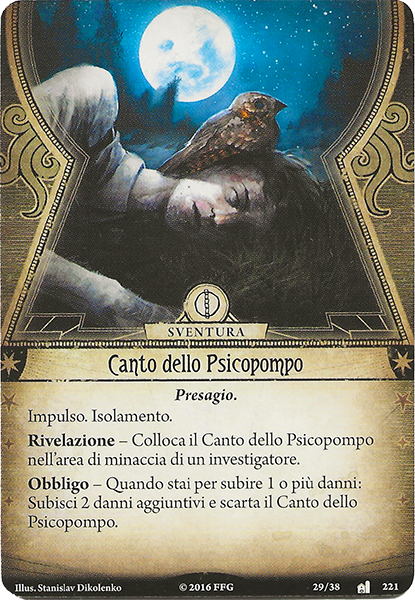 SVENTURA
Canto dello Psicopompo
Presagio.
Impulso. Isolamento.
Rivelazione – Colloca il Canto dello Psicopompo
nell'area di minaccia di un investigatore.
Obbligo – Quando stai per subire 1 o più danni:
Subisci 2 danni aggiuntivi e scarta il Canto dello
Psicopompo.
Illus. Stanislav Dikolenko © 2016 FFG 29/38 221